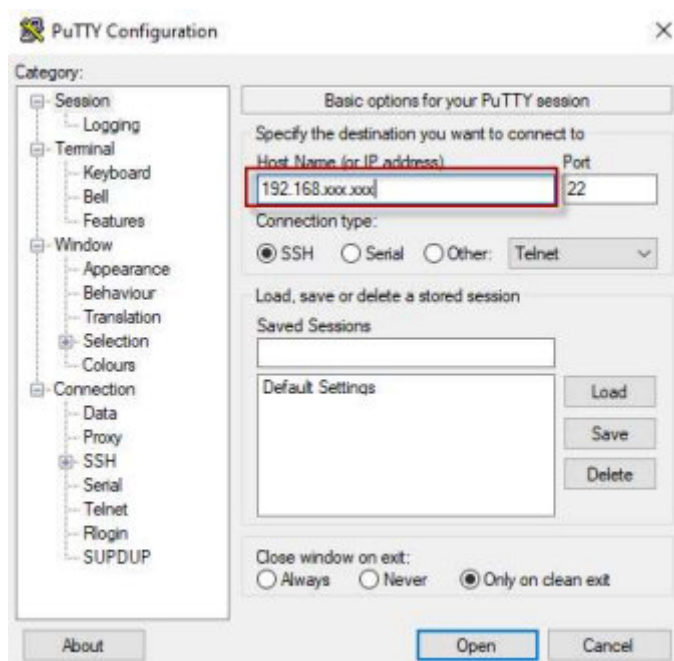 PuTTY Configuration
Category:
Session
Logging
Terminal
Keyboard
Bell
Features
Window
Appearance
Behaviour
Translation
Selection
Colours
Connection
Data
Proxy
SSH
Serial
Telnet
Rlogin
SUPDUP
Basic options for your PuTTY session
Specify the destination you want to connect to
Host Name (or IP address) Port
192.168.xxx.xxx 22
Connection type:
SSH Serial Other: Telnet
Load, save or delete a stored session
Saved Sessions
Default Settings
Load
Save
Delete
Close window on exit:
Always Never Only on clean exit
About Open Cancel